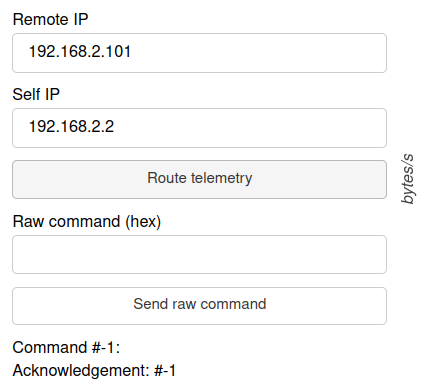 Remote IP
192.168.2.101
Self IP
192.168.2.2
Route telemetry
bytes/s
Raw command (hex)
Send raw command
Command #-1:
Acknowledgement: #-1